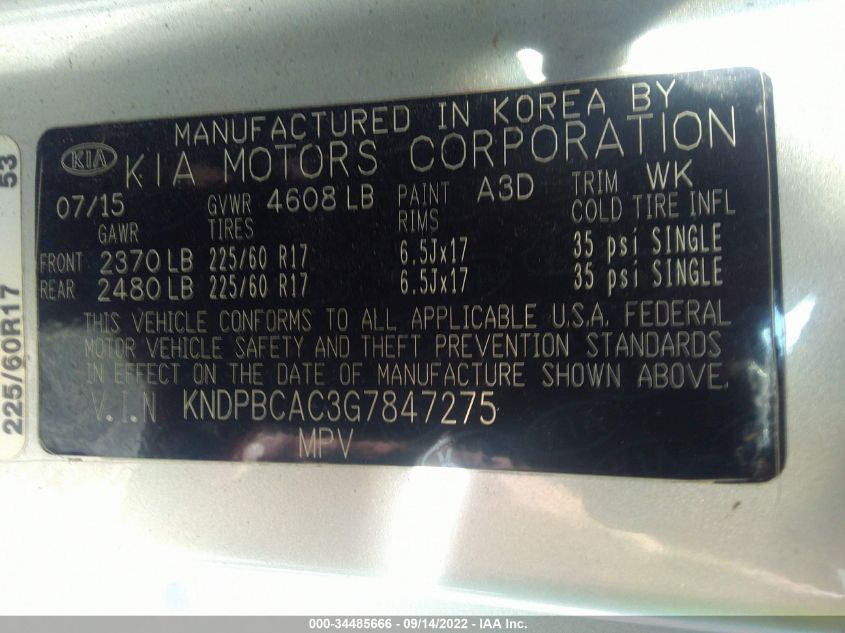 MANUFACTURED IN KOREA BY
KIA KIA MOTORS CORPORATION
07/15 GVWR 4608 LB PAINT A3D TRIM WK
GAWR TIRES RIMS COLD TIRE INFL
FRONT 2370 LB 225/60 R17 6.5Jx17 35 psi SINGLE
REAR 2480 LB 225/60 R17 6.5Jx17 35 psi SINGLE
THIS VEHICLE CONFORMS TO ALL APPLICABLE U.S.A. FEDERAL
MOTOR VEHICLE SAFETY AND THEFT PREVENTION STANDARDS
IN EFFECT ON THE DATE OF MANUFACTURE SHOWN ABOVE.
V.I.N KNDPBCAC3G7847275
MPV
225/60R17 53
000-34485666 - 09/14/2022 - IAA Inc.